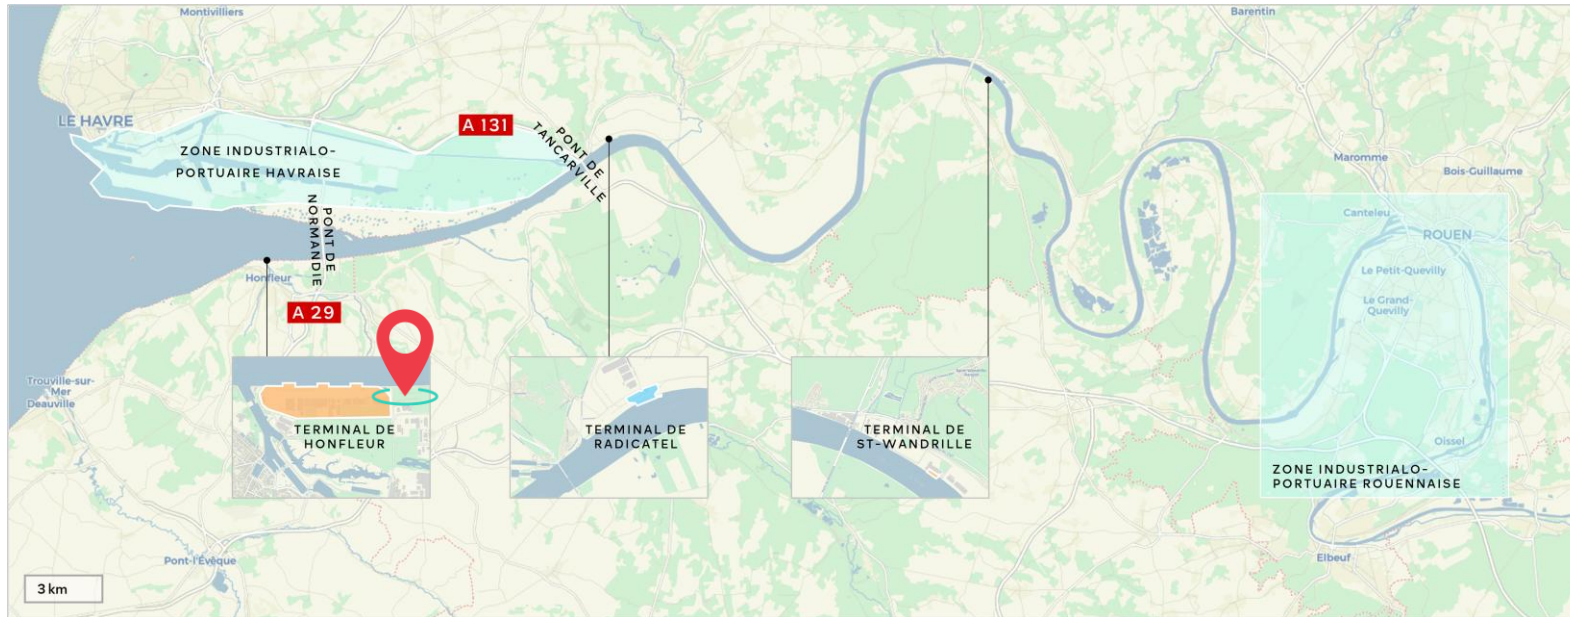 Montivilliers
Barentin
LE HAVRE
A 131
ZONE INDUSTRIALO-
PORTUAIRE HAVRAISE
PONT DE
TANCARVILLE
Maromme
Bois-Guillaume
PONT DE
NORMANDIE
Canteleu
ROUEN
Honfleur
Le Petit-Quevilly
Le Grand-
Quevilly
A 29
Trouville-sur-
Mer
Deauville
TERMINAL DE
HONFLEUR
TERMINAL DE
RADICATEL
TERMINAL DE
ST-WANDRILLE
Oissel
ZONE INDUSTRIALO-
PORTUAIRE ROUENNAISE
Pont-l'Évêque
Elbeuf
3 km